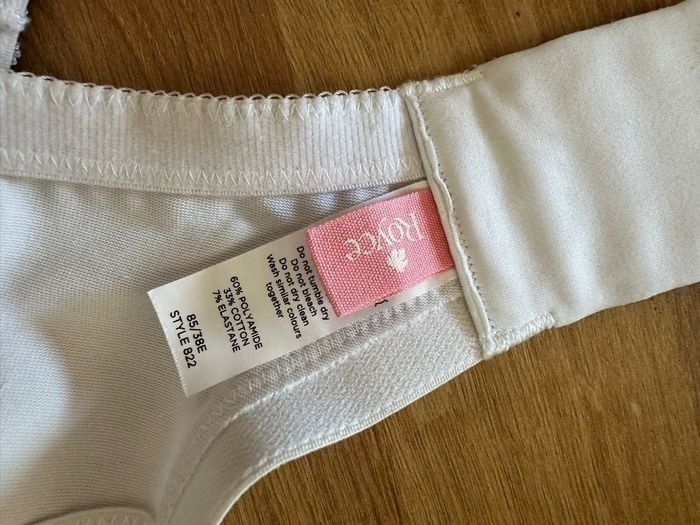 Royce
Do not tumble dry
Do not bleach
Do not dry clean
Wash similar colours
together
60% POLYAMIDE
33% COTTON
7% ELASTANE
85/38E
STYLE 822